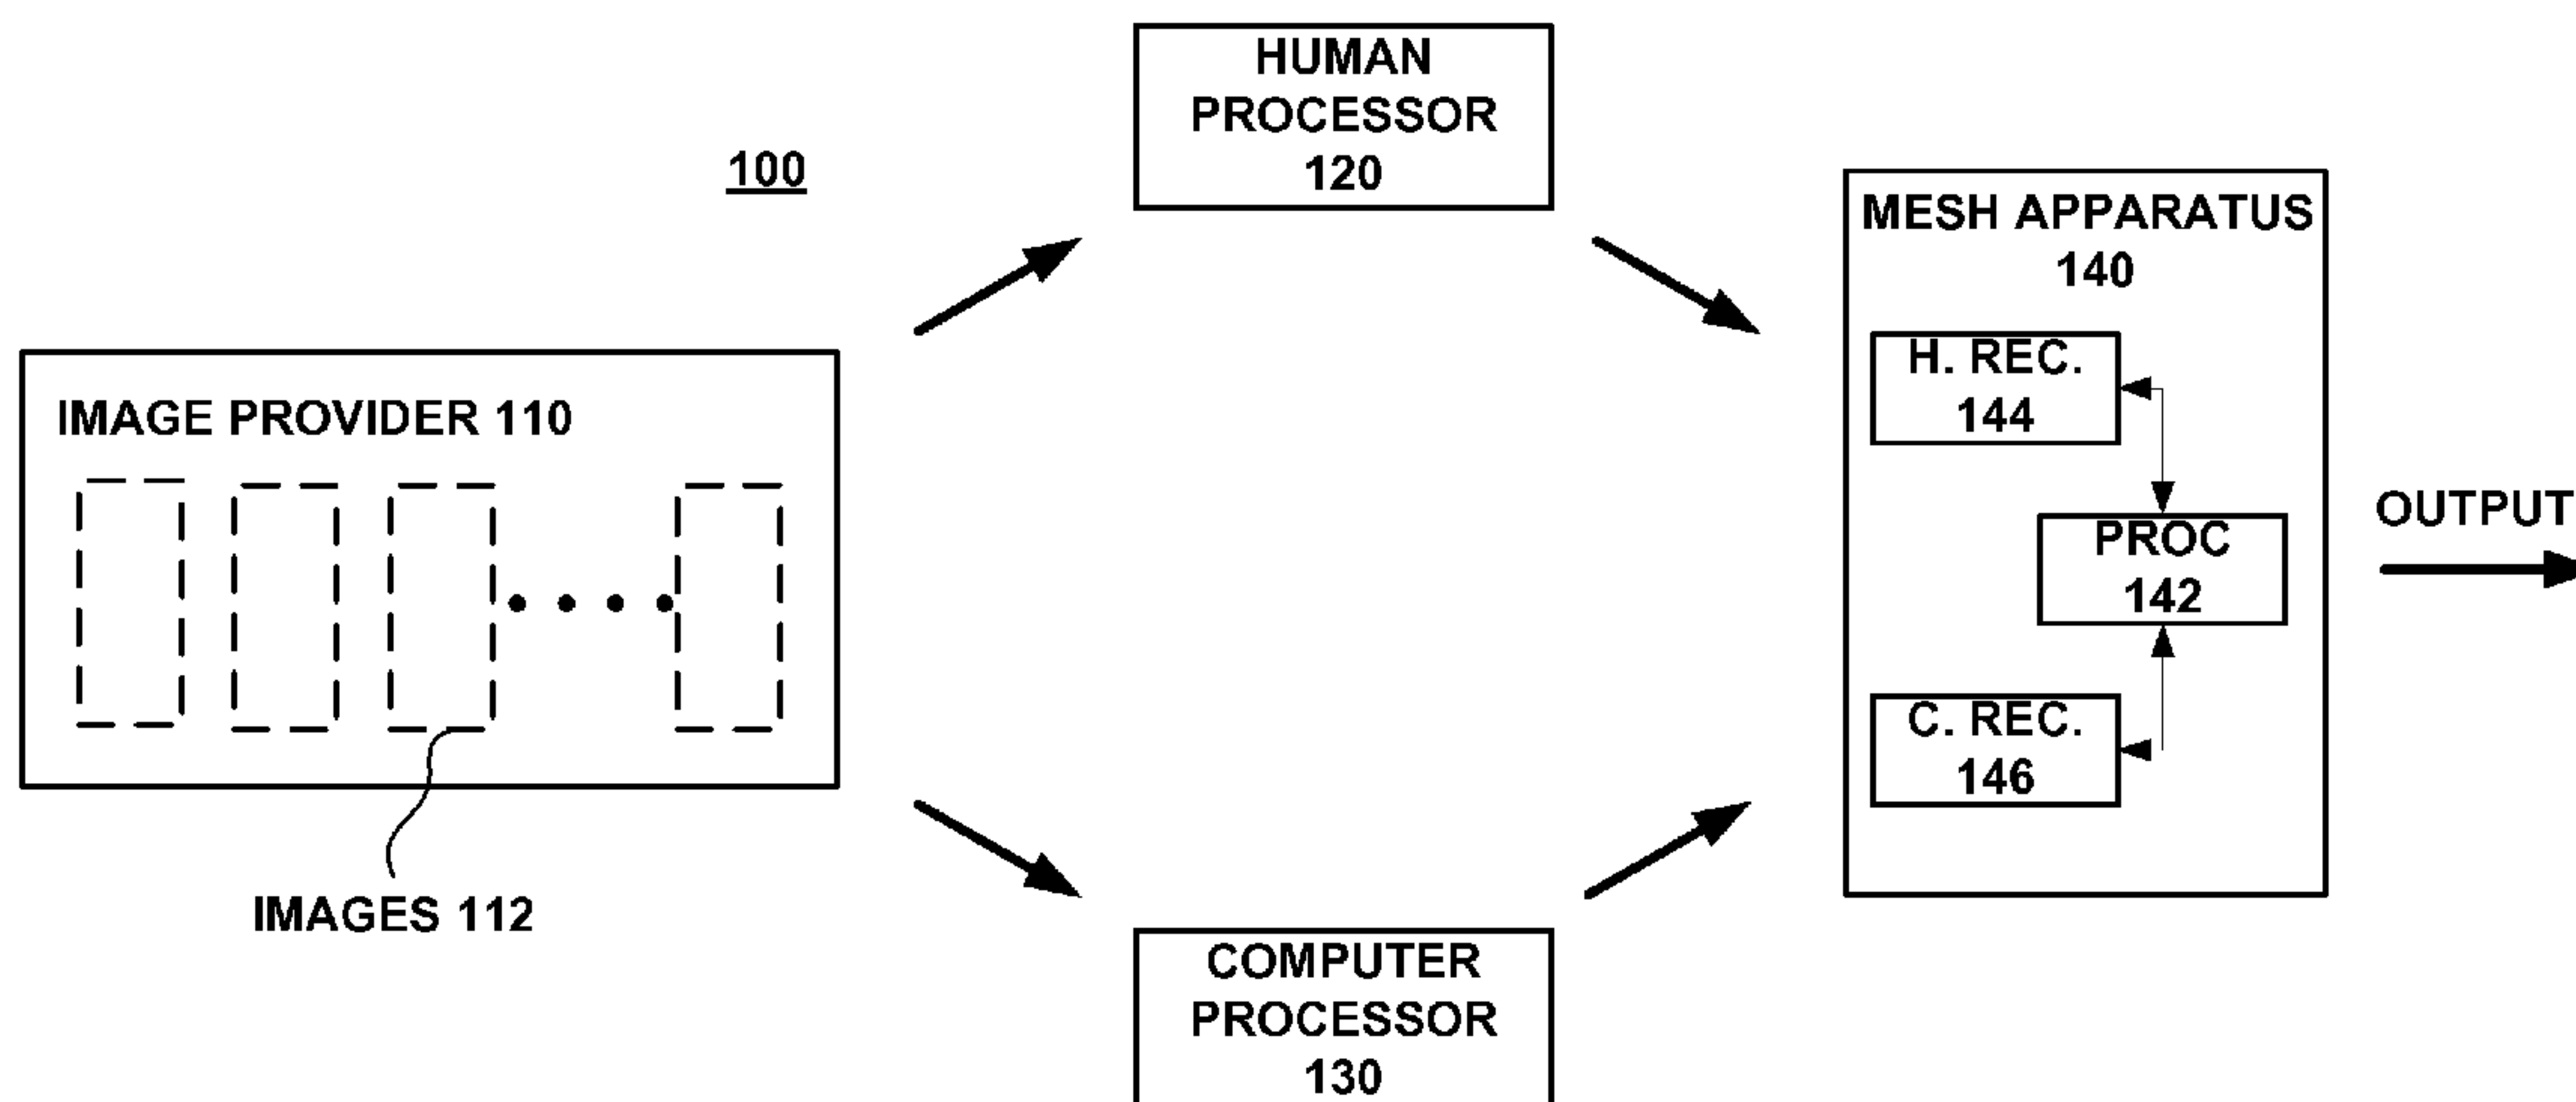 100
HUMAN
PROCESSOR
120
IMAGE PROVIDER 110
IMAGES 112
COMPUTER
PROCESSOR
130
MESH APPARATUS
140
H. REC.
144
PROC
142
C. REC.
146
OUTPUT